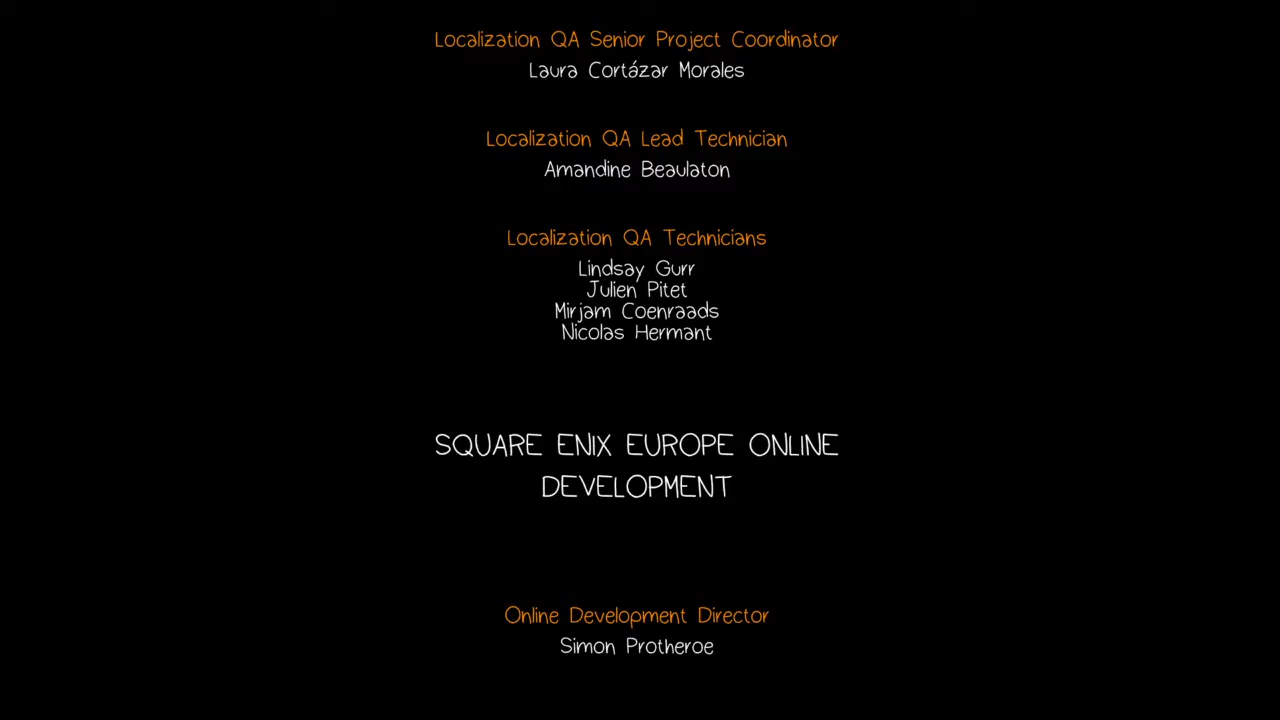 Localization QA Senior Project Coordinator
Laura Cortázar Morales
Localization QA Lead Technician
Amandine Beaulaton
Localization QA Technicians
Lindsay Gurr
Julien Pitet
Mirjam Coenraads
Nicolas Hermant
SQUARE ENIX EUROPE ONLINE
DEVELOPMENT
Online Development Director
Simon Protheroe